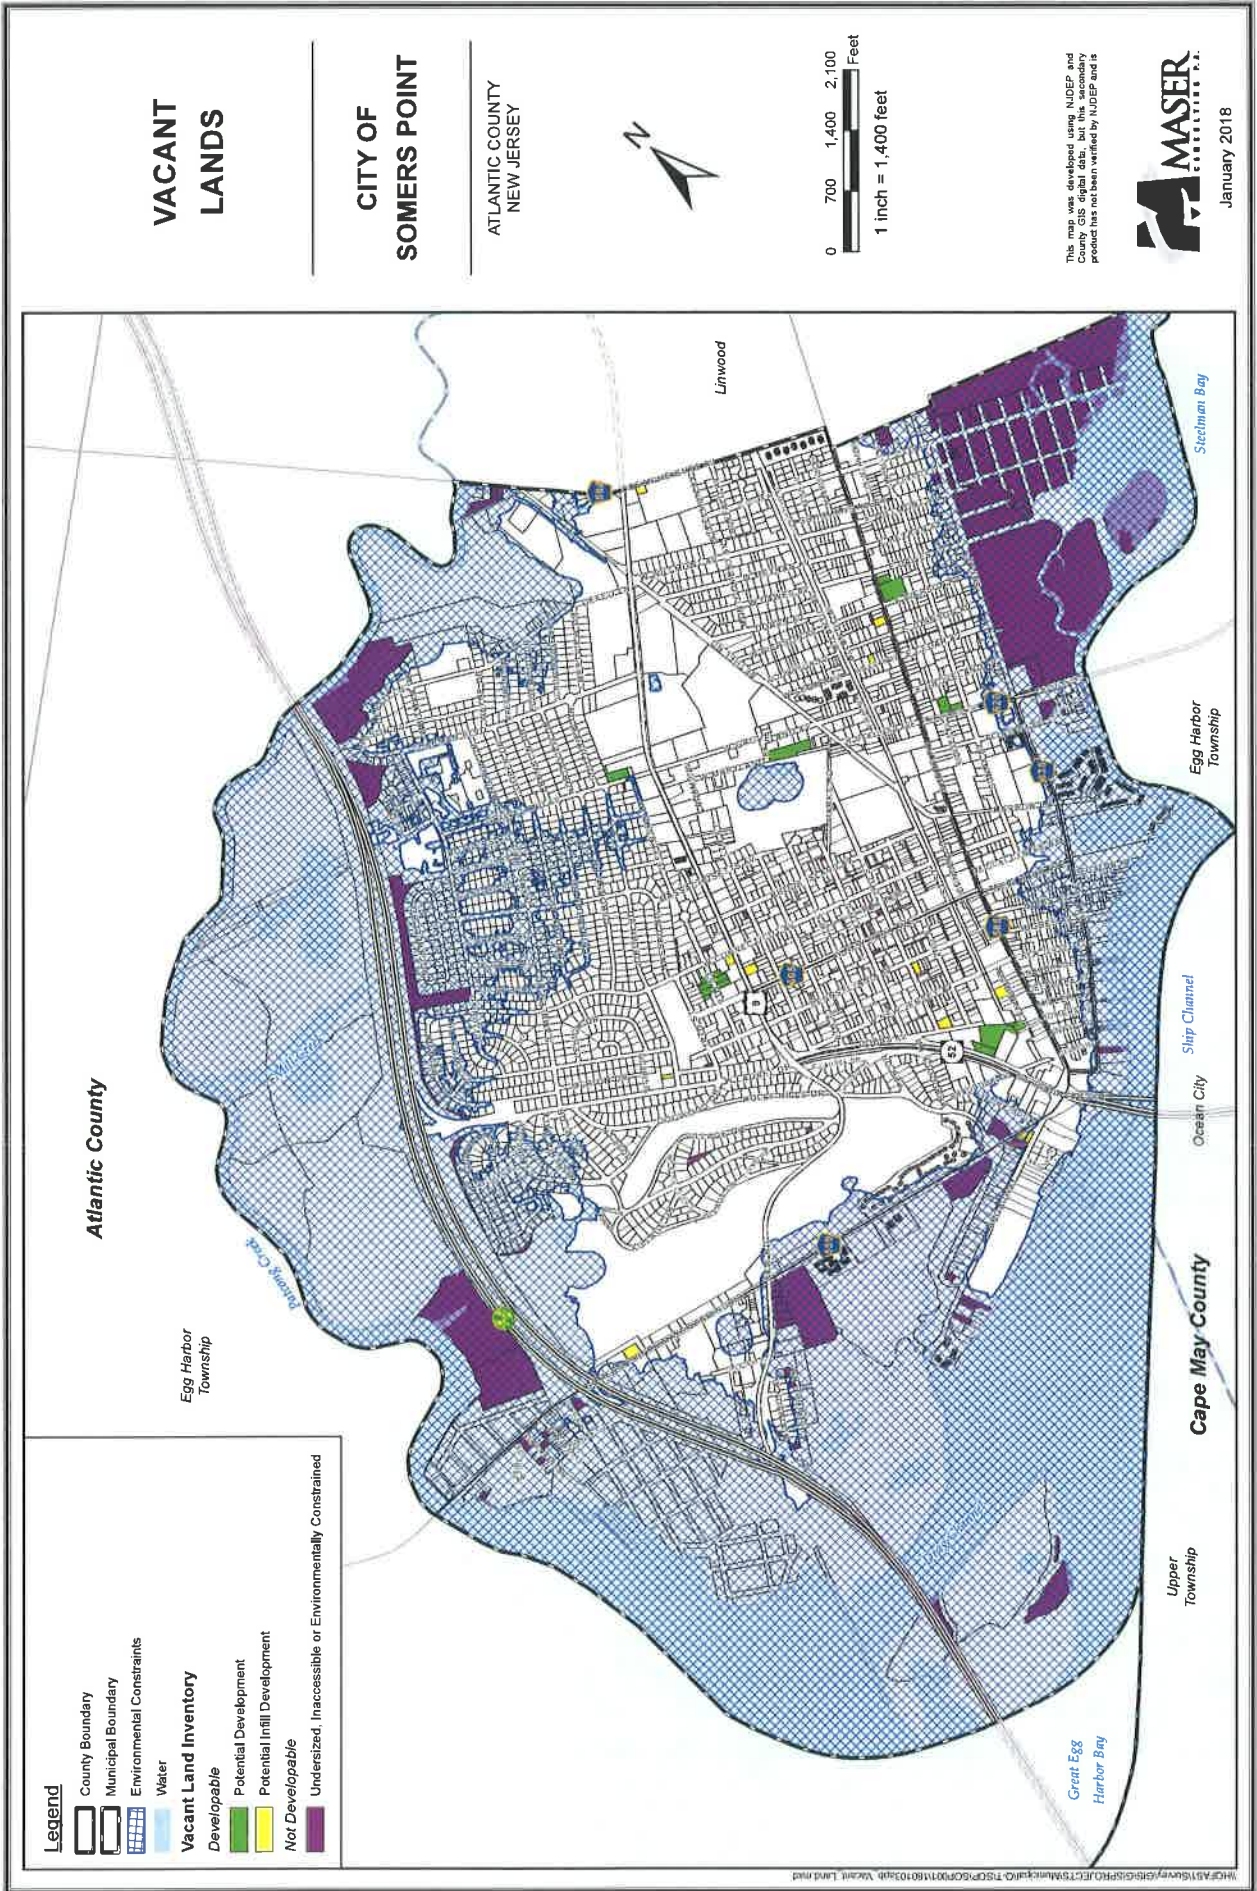 VACANT
LANDS
CITY OF
SOMERS POINT
ATLANTIC COUNTY
NEW JERSEY
N
0 700 1,400 2,100
Feet
1 inch = 1,400 feet
This map was developed using NJDEP and
County GIS digital data, but this secondary
product has not been verified by NJDEP and is
MASER
CONSULTING P.A.
January 2018
Legend
County Boundary
Municipal Boundary
Environmental Constraints
Water
Vacant Land Inventory
Developable
Potential Development
Potential Infill Development
Not Developable
Undersized, Inaccessible or Environmentally Constrained
Atlantic County
Egg Harbor
Township
Patcong Creek
Linwood
Steelman Bay
Egg Harbor
Township
Ship Channel
Ocean City
Cape May County
Upper
Township
Great Egg
Harbor Bay
9
52